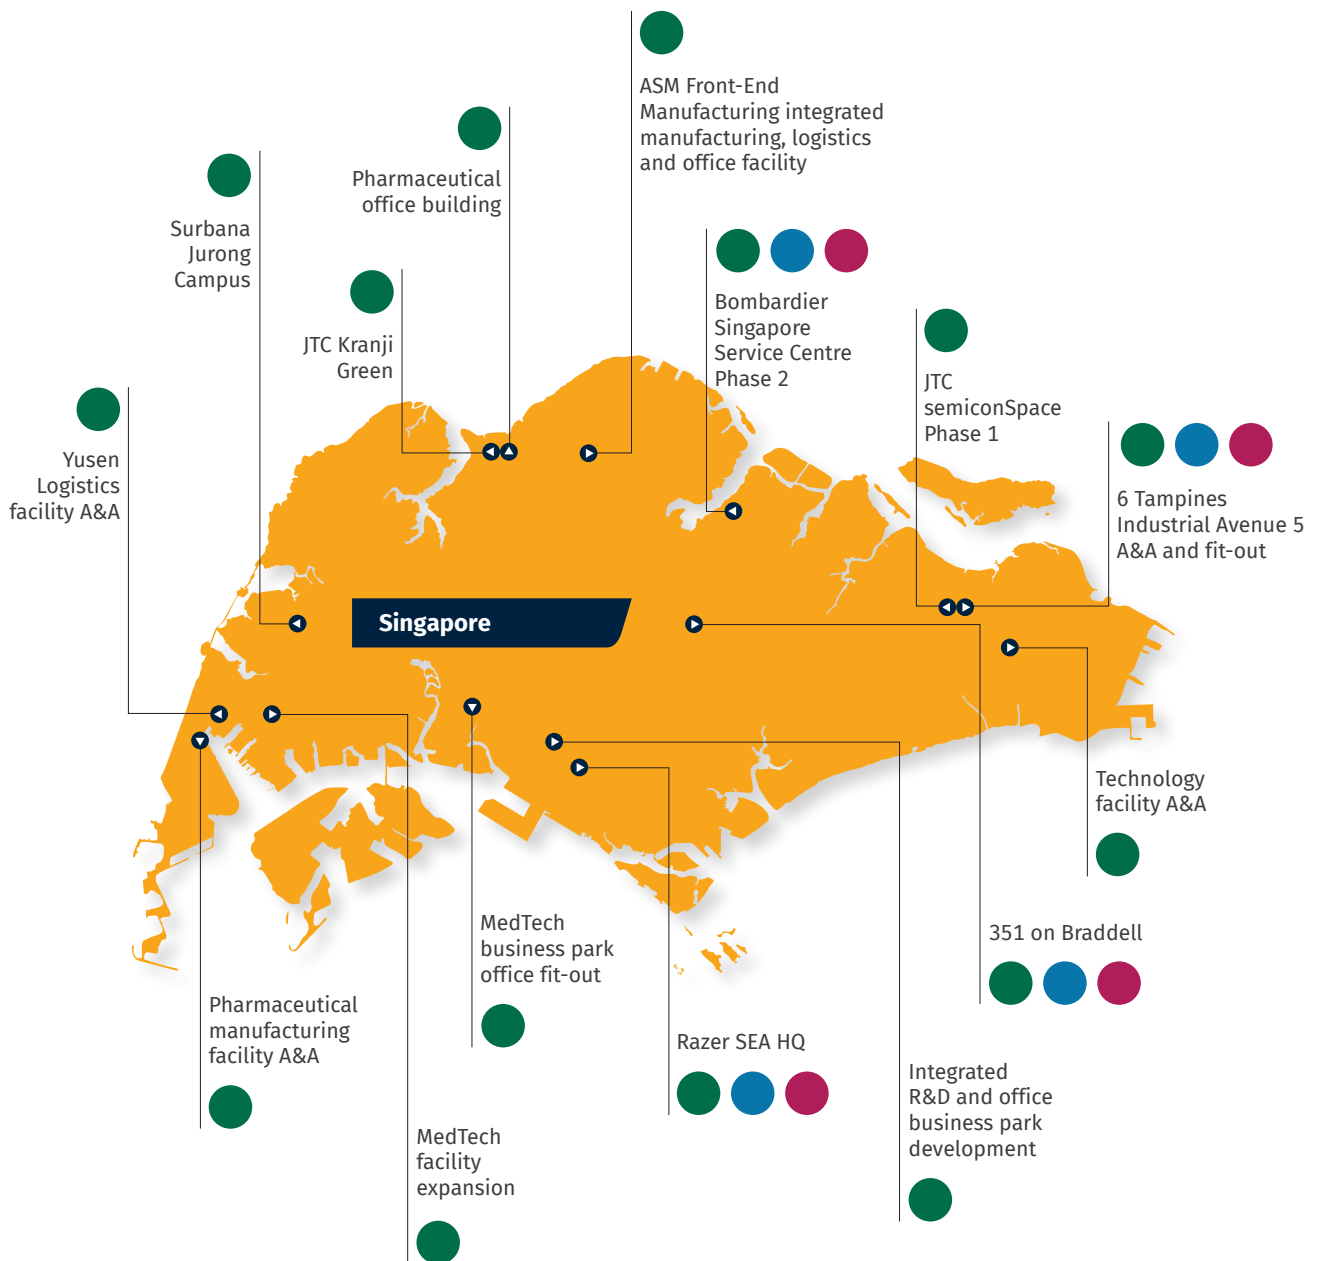 ASM Front-End
Manufacturing integrated
manufacturing, logistics
and office facility
Pharmaceutical
office building
Surbana
Jurong
Campus
JTC Kranji
Green
Bombardier
Singapore
Service Centre
Phase 2
JTC
semiconSpace
Phase 1
Yusen
Logistics
facility A&A
6 Tampines
Industrial Avenue 5
A&A and fit-out
Singapore
Technology
facility A&A
351 on Braddell
MedTech
business park
office fit-out
Pharmaceutical
manufacturing
facility A&A
Razer SEA HQ
Integrated
R&D and office
business park
development
MedTech
facility
expansion